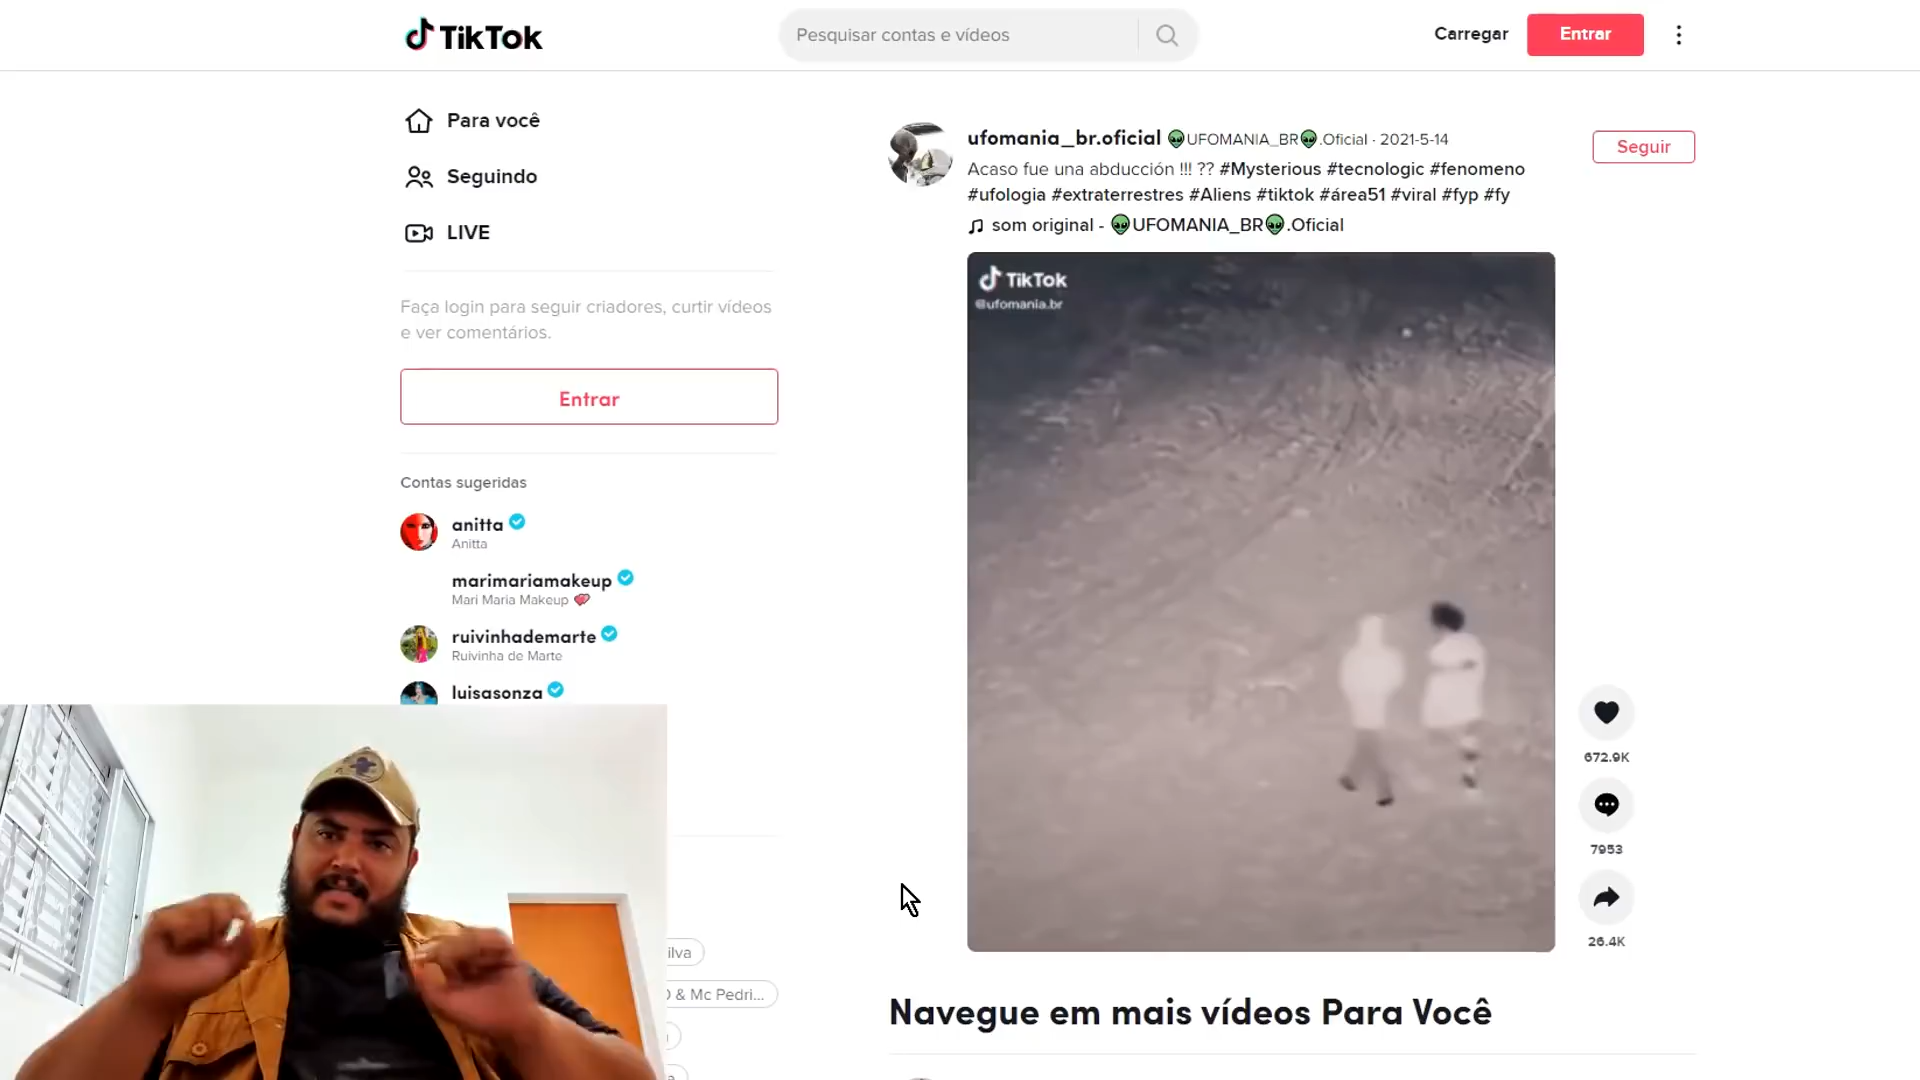 TikTok
Pesquisar contas e vídeos
Carregar
Entrar
Para você
Seguindo
LIVE
Faça login para seguir criadores, curtir vídeos
e ver comentários.
Entrar
Contas sugeridas
anitta
Anitta
marimariamakeup
Mari Maria Makeup
ruivinhademarte
Ruivinha de Marte
luisasonza
ufomania_br.oficial 👽UFOMANIA_BR👽.Oficial · 2021-5-14
Seguir
Acaso fue una abducción !!! ?? #Mysterious #tecnologic #fenomeno
#ufologia #extraterrestres #Aliens #tiktok #área51 #viral #fyp #fy
som original - 👽UFOMANIA_BR👽.Oficial
TikTok
@ufomania.br
672.9K
7953
26.4K
ilva
& Mc Pedri...
Navegue em mais vídeos Para Você